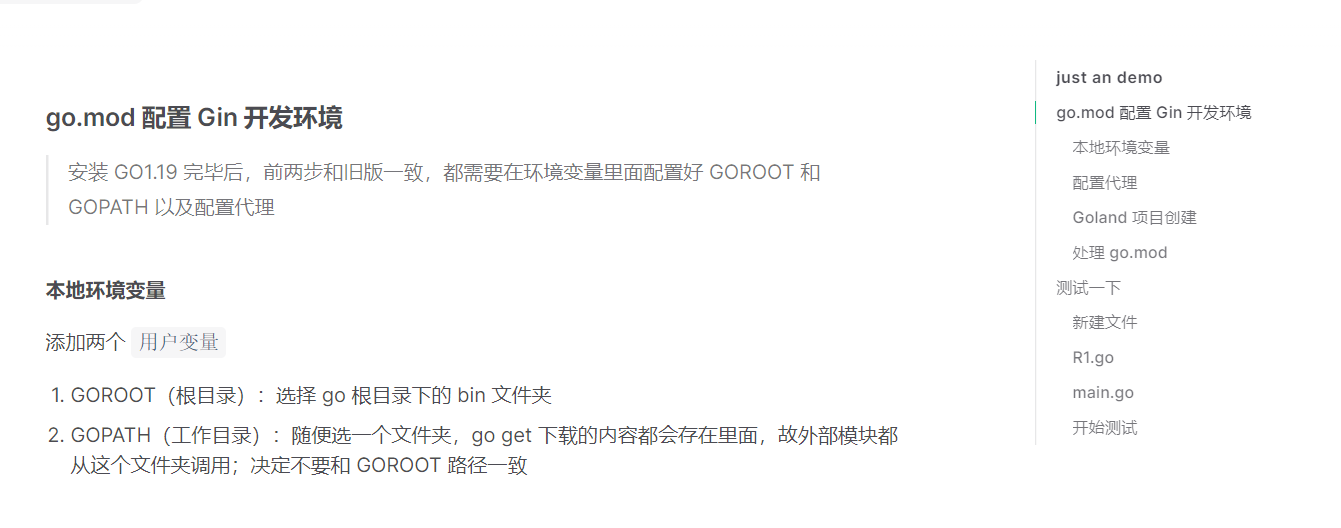 go.mod 配置 Gin 开发环境
安装 GO1.19 完毕后，前两步和旧版一致，都需要在环境变量里面配置好 GOROOT 和
GOPATH 以及配置代理
本地环境变量
添加两个 用户变量
1. GOROOT（根目录）：选择 go 根目录下的 bin 文件夹
2. GOPATH（工作目录）：随便选一个文件夹，go get 下载的内容都会存在里面，故外部模块都
从这个文件夹调用；决定不要和 GOROOT 路径一致
just an demo
go.mod 配置 Gin 开发环境
本地环境变量
配置代理
Goland 项目创建
处理 go.mod
测试一下
新建文件
R1.go
main.go
开始测试